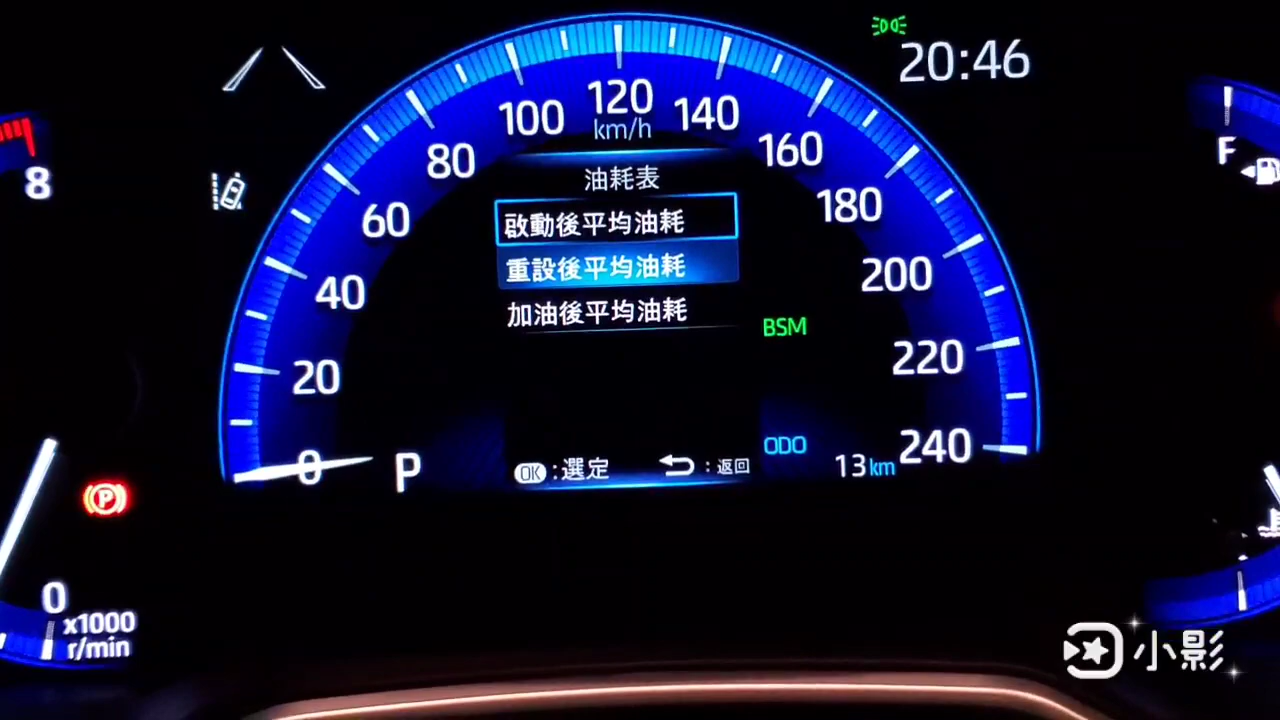 20:46
120
100
140
km/h
80
160
F
油耗表
8
60
180
啟動後平均油耗
重設後平均油耗
200
40
加油後平均油耗
BSM
220
20
ODO
240
0
P
OK:選定
:返回
13km
P
0
x1000
r/min
小影